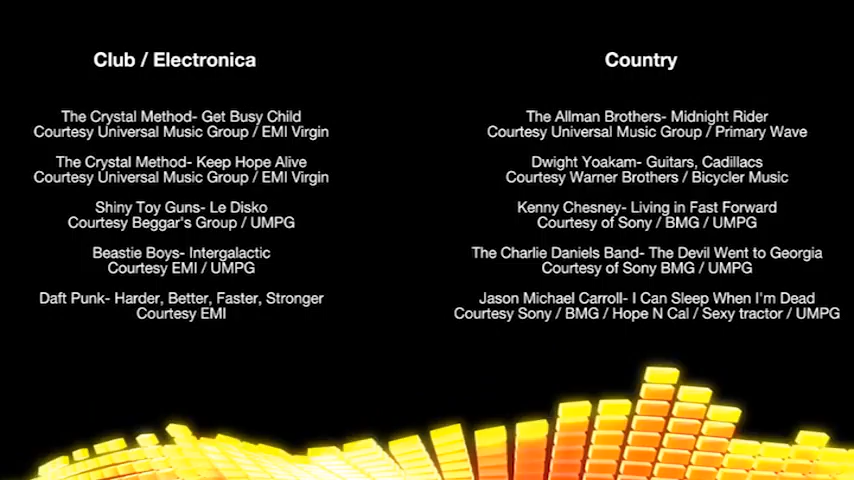 Club / Electronica
The Crystal Method- Get Busy Child
Courtesy Universal Music Group / EMI Virgin
The Crystal Method- Keep Hope Alive
Courtesy Universal Music Group / EMI Virgin
Shiny Toy Guns- Le Disko
Courtesy Beggar's Group / UMPG
Beastie Boys- Intergalactic
Courtesy EMI / UMPG
Daft Punk- Harder, Better, Faster, Stronger
Courtesy EMI
Country
The Allman Brothers- Midnight Rider
Courtesy Universal Music Group / Primary Wave
Dwight Yoakam- Guitars, Cadillacs
Courtesy Warner Brothers / Bicycler Music
Kenny Chesney- Living in Fast Forward
Courtesy of Sony / BMG / UMPG
The Charlie Daniels Band- The Devil Went to Georgia
Courtesy of Sony BMG / UMPG
Jason Michael Carroll- I Can Sleep When I'm Dead
Courtesy Sony / BMG / Hope N Cal / Sexy tractor / UMPG